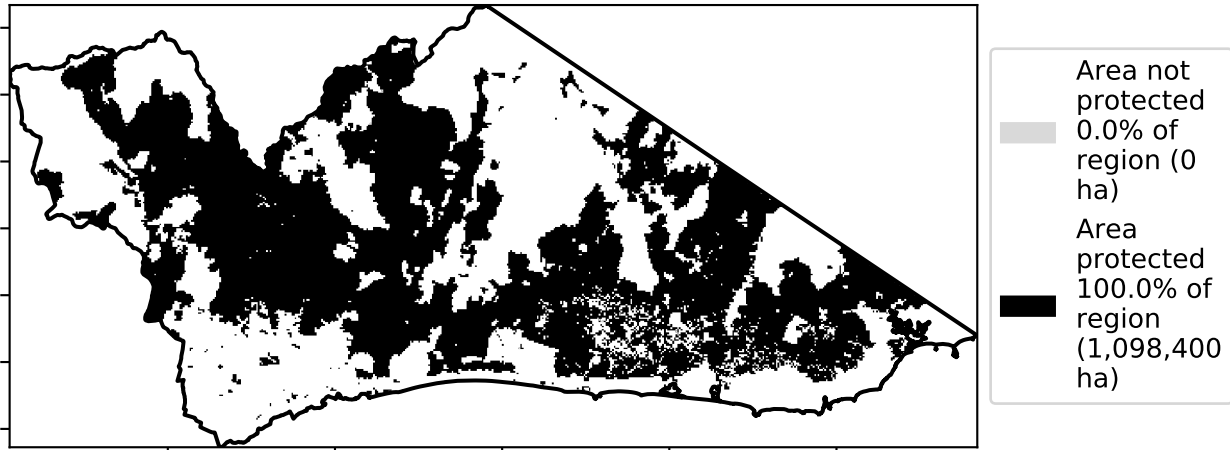 Area not
protected
0.0% of
region (0
ha)
Area
protected
100.0% of
region
(1,098,400
ha)